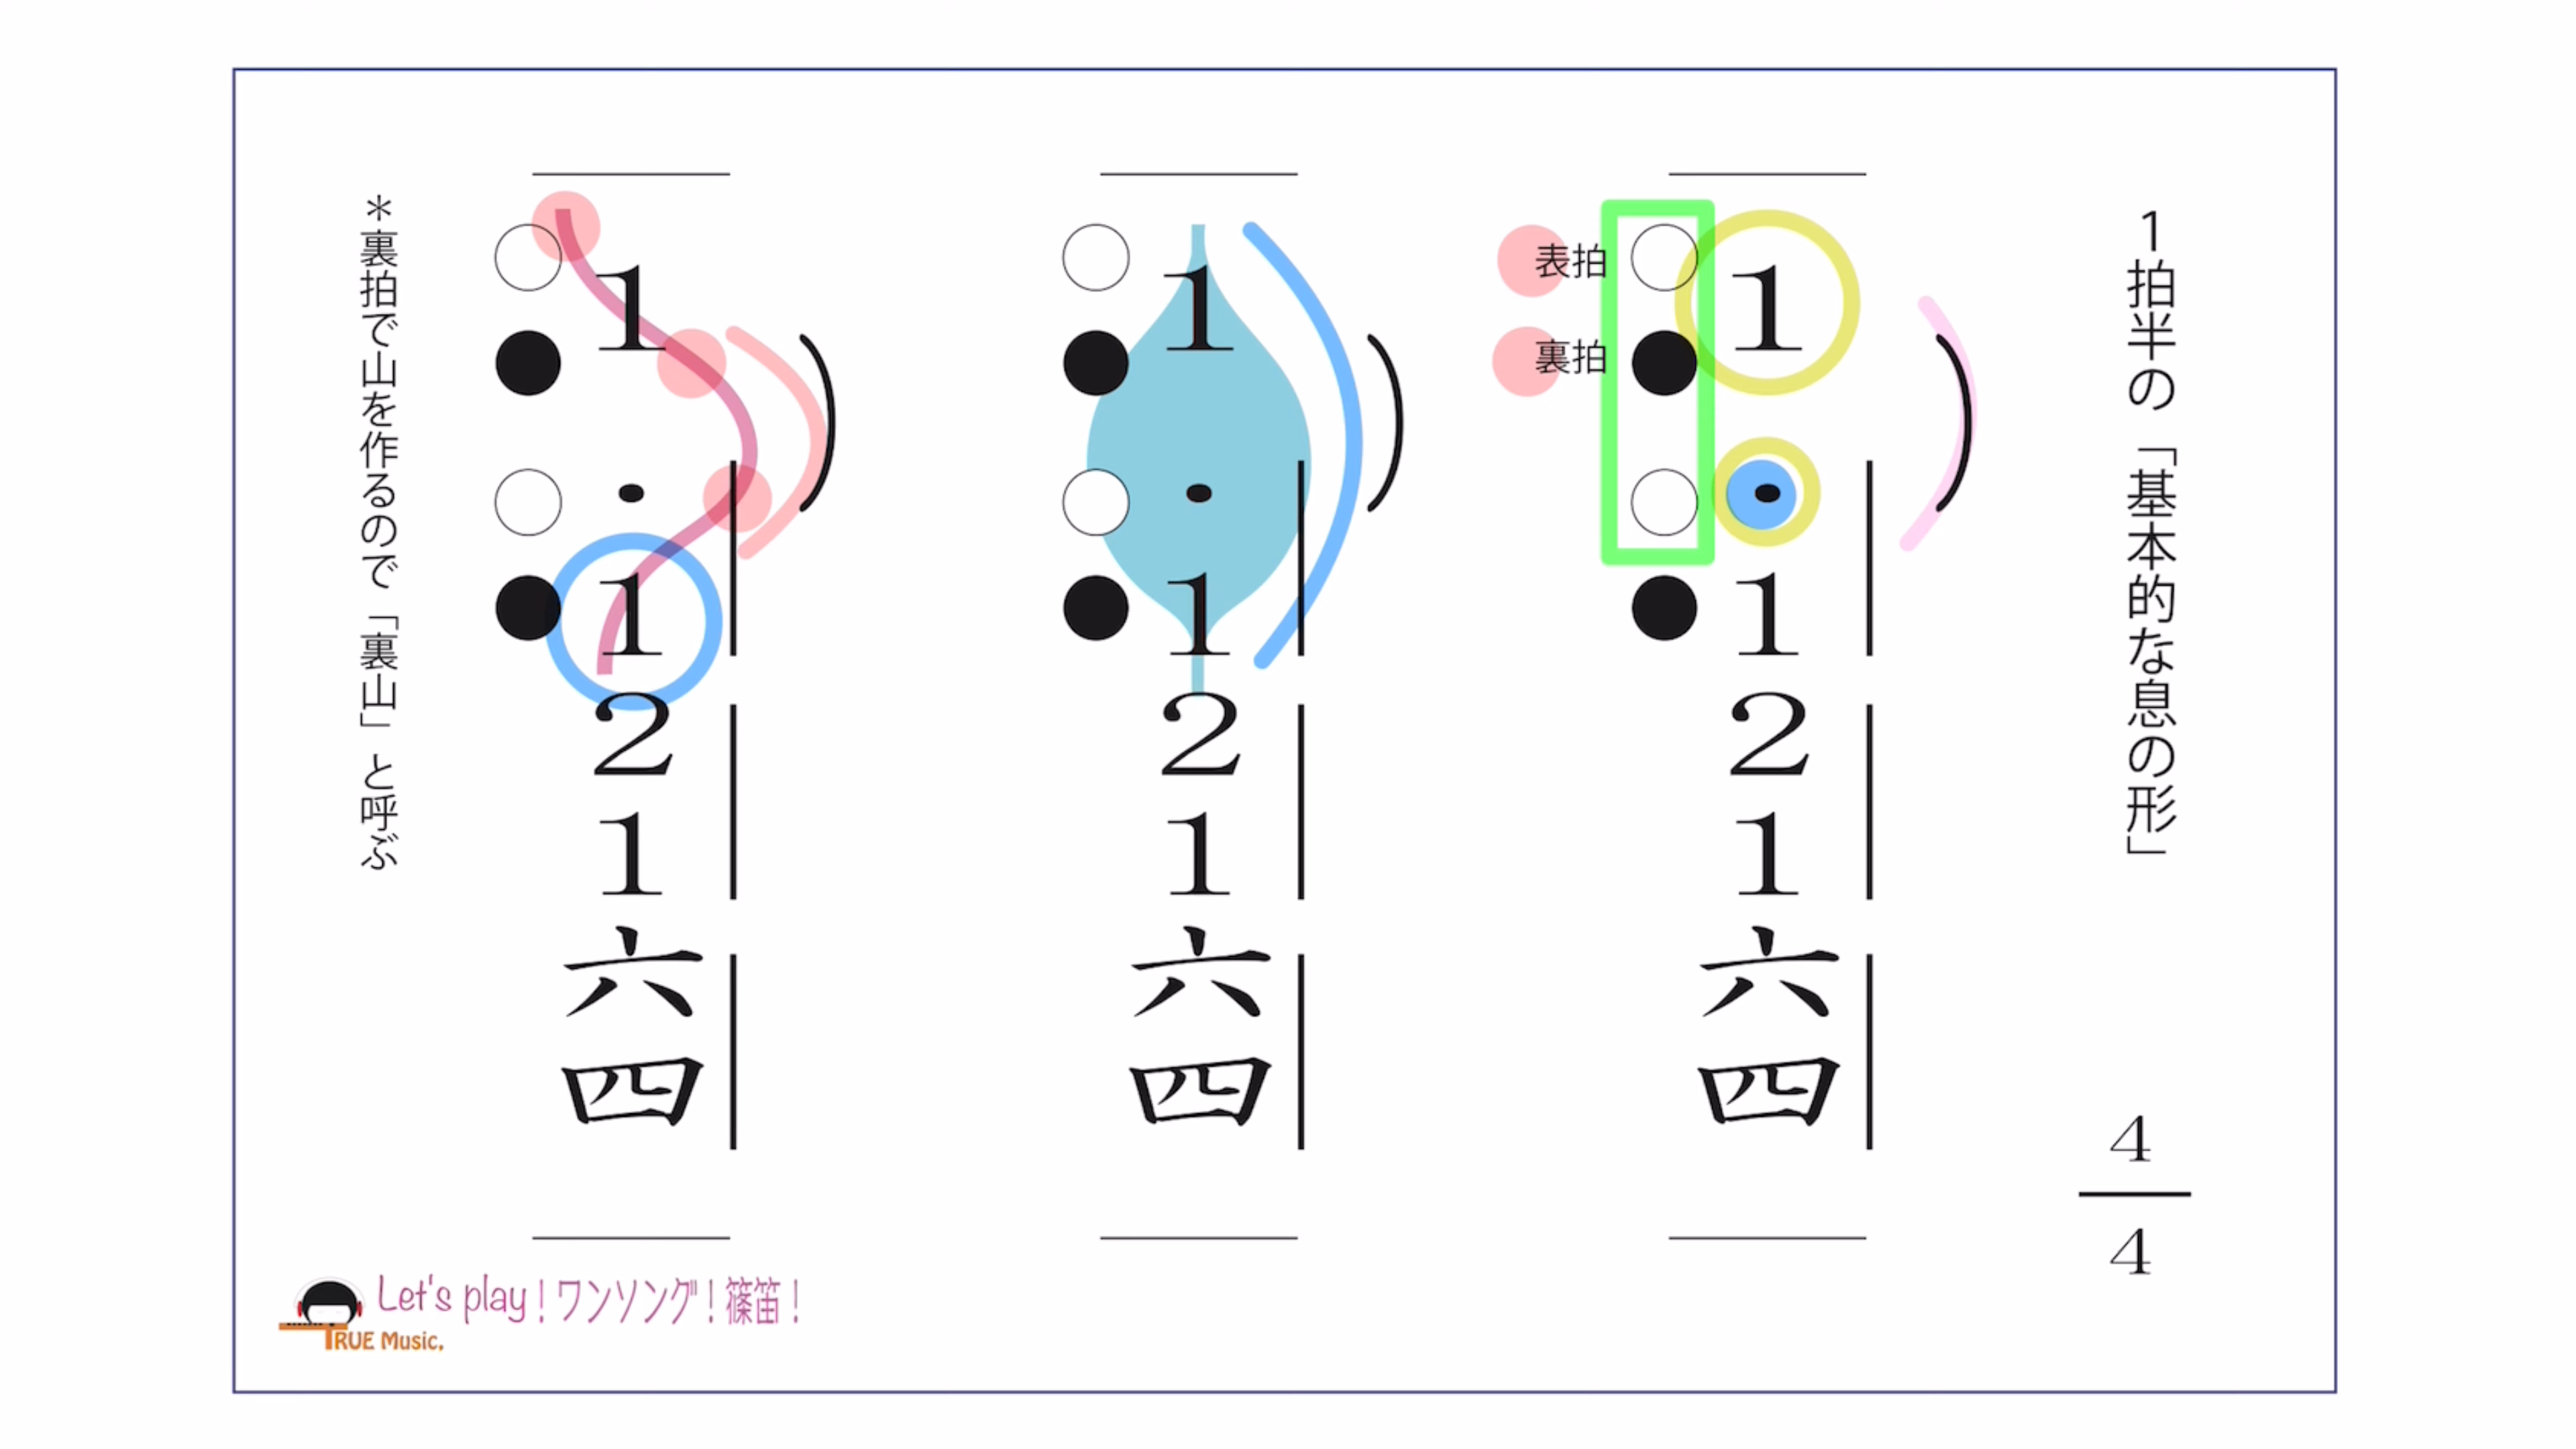 1拍半の「基本的な息の形」
4
4
表拍
裏拍
1
・
1
2
1
六
四
1
・
1
2
1
六
四
1
・
1
2
1
六
四
＊裏拍で山を作るので「裏山」と呼ぶ
Let's play！ワンソング！篠笛！
TRUE Music.